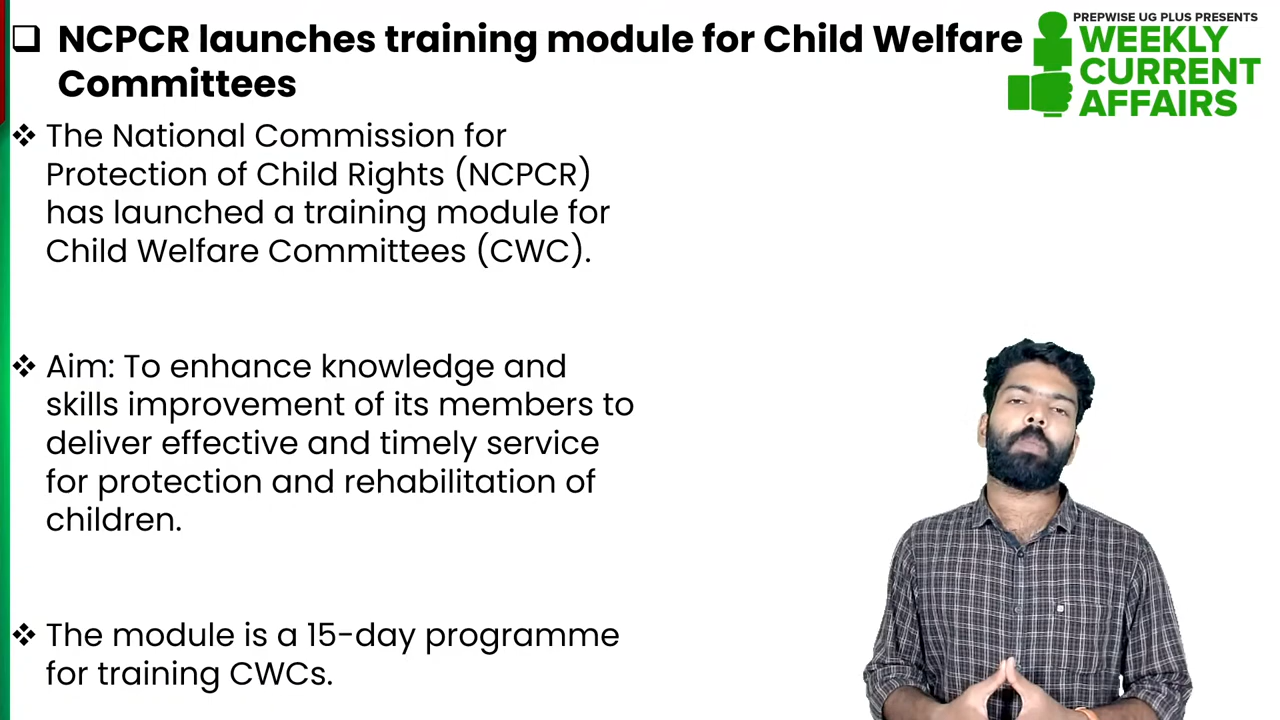 ❑ NCPCR launches training module for Child Welfare
Committees
PREPWISE UG PLUS PRESENTS
WEEKLY
CURRENT
AFFAIRS
❖ The National Commission for
Protection of Child Rights (NCPCR)
has launched a training module for
Child Welfare Committees (CWC).
❖ Aim: To enhance knowledge and
skills improvement of its members to
deliver effective and timely service
for protection and rehabilitation of
children.
❖ The module is a 15-day programme
for training CWCs.